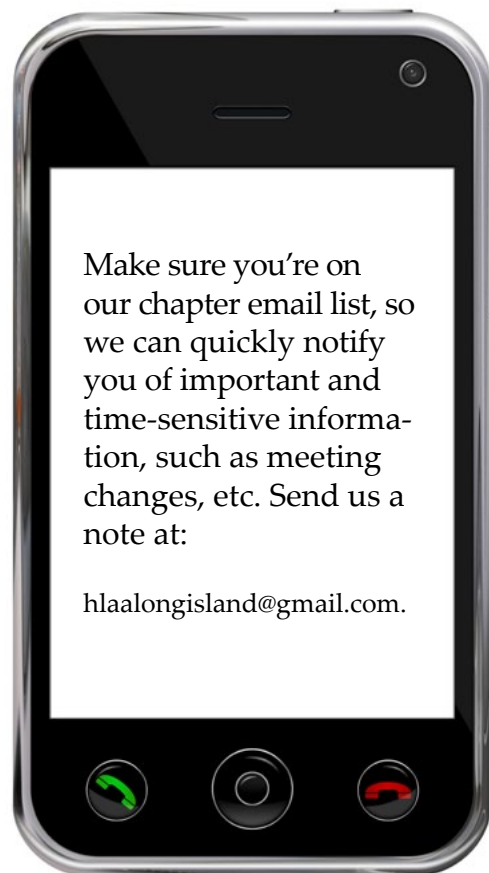 Make sure you’re on
our chapter email list, so
we can quickly notify
you of important and
time-sensitive informa-
tion, such as meeting
changes, etc. Send us a
note at:
hlaalongisland@gmail.com.